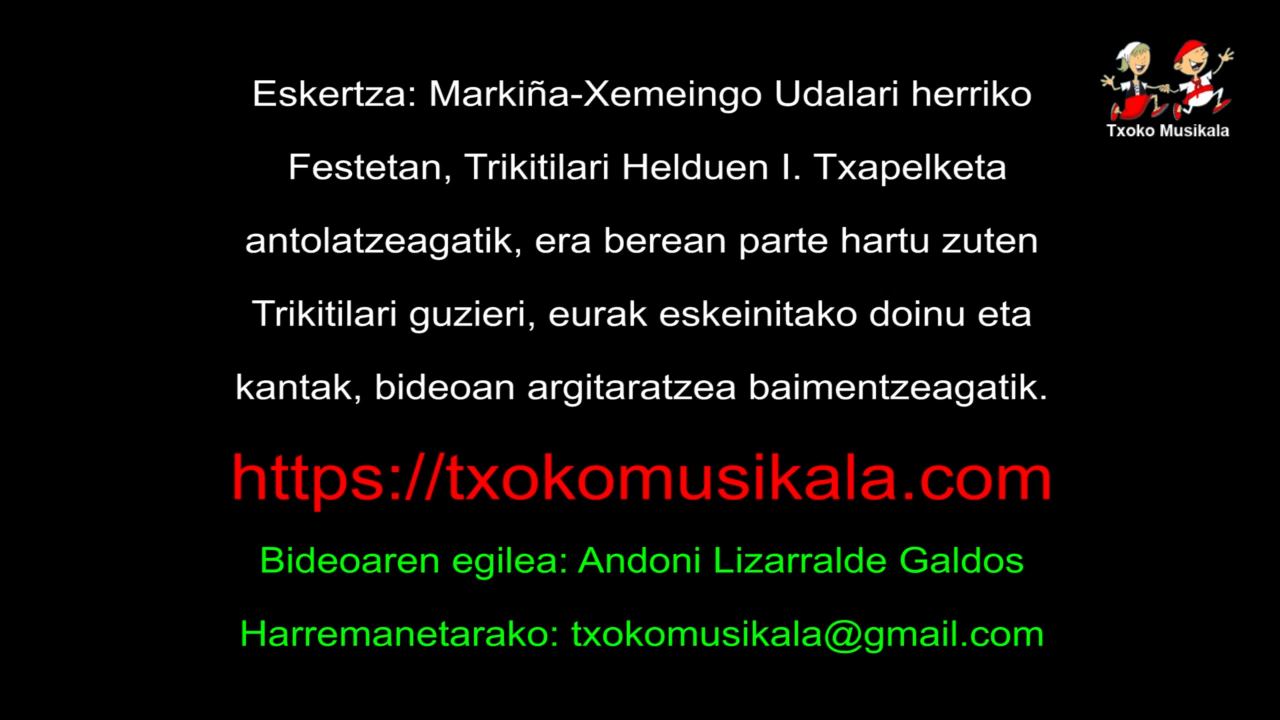 Eskertza: Markiña-Xemeingo Udalari herriko
Festetan, Trikitilari Helduen I. Txapelketa
antolatzeagatik, era berean parte hartu zuten
Trikitilari guzieri, eurak eskeinitako doinu eta
kantak, bideoan argitaratzea baimentzeagatik.
https://txokomusikala.com
Bideoaren egilea: Andoni Lizarralde Galdos
Harremanetarako: txokomusikala@gmail.com
Txoko Musikala